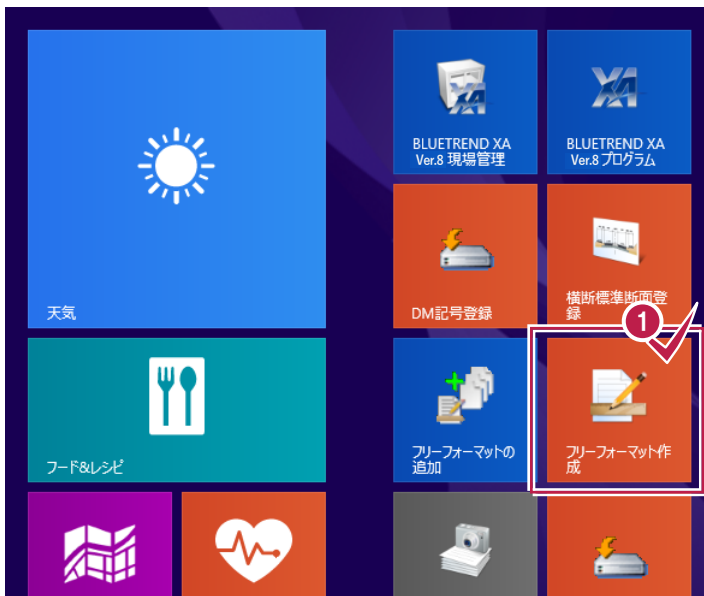 天気
フード&レシピ
BLUETREND XA
Ver.8 現場管理
BLUETREND XA
Ver.8 プログラム
DM記号登録
横断標準断面登
録
1
フリーフォーマットの
追加
フリーフォーマット作
成